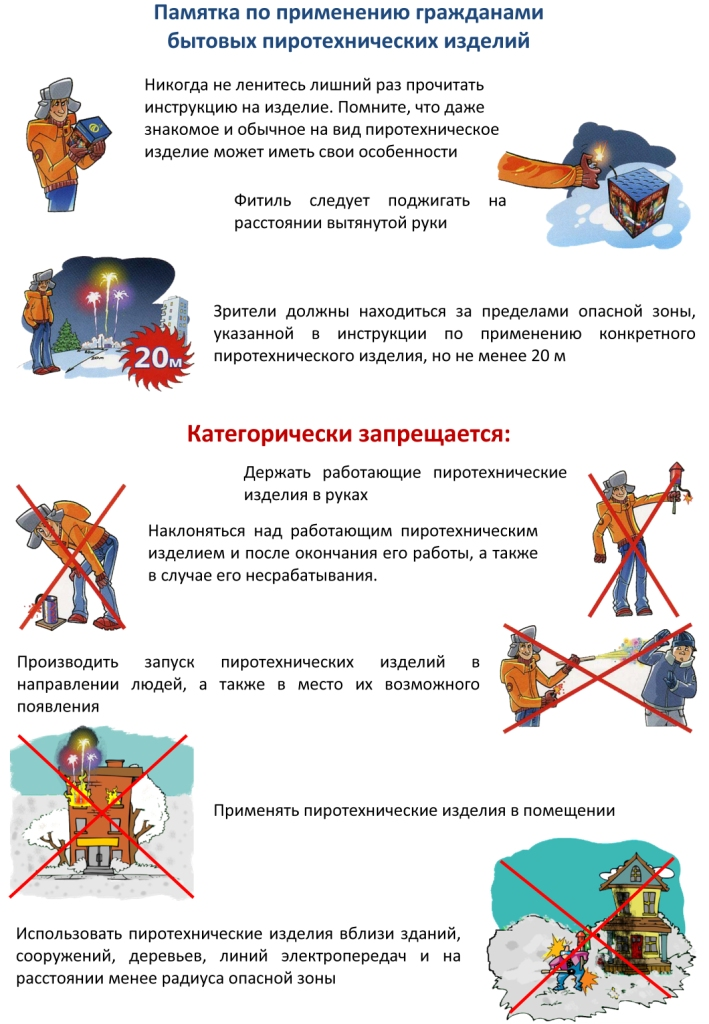 Памятка по применению гражданами
бытовых пиротехнических изделий
Никогда не ленитесь лишний раз прочитать
инструкцию на изделие. Помните, что даже
знакомое и обычное на вид пиротехническое
изделие может иметь свои особенности
Фитиль следует поджигать на
расстоянии вытянутой руки
20м
Зрители должны находиться за пределами опасной зоны,
указанной в инструкции по применению конкретного
пиротехнического изделия, но не менее 20 м
Категорически запрещается:
Держать работающие пиротехнические
изделия в руках
Наклоняться над работающим пиротехническим
изделием и после окончания его работы, а также
в случае его несрабатывания.
Производить запуск пиротехнических изделий в
направлении людей, а также в место их возможного
появления
Применять пиротехнические изделия в помещении
Использовать пиротехнические изделия вблизи зданий,
сооружений, деревьев, линий электропередач и на
расстоянии менее радиуса опасной зоны